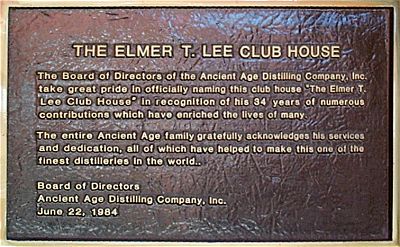 THE ELMER T. LEE CLUB HOUSE
The Board of Directors of the Ancient Age Distilling Company, Inc.
take great pride in officially naming this club house "The Elmer T.
Lee Club House" in recognition of his 34 years of numerous
contributions which have enriched the lives of many.
The entire Ancient Age family gratefully acknowledges his services
and dedication, all of which have helped to make this one of the
finest distilleries in the world..
Board of Directors
Ancient Age Distilling Company, Inc.
June 22, 1984